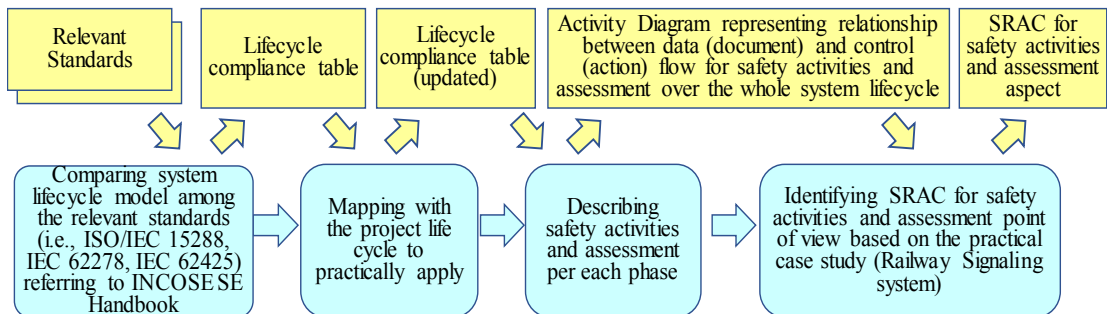 Relevant
Standards
Lifecycle
compliance table
Lifecycle
compliance table
(updated)
Activity Diagram representing relationship
between data (document) and control
(action) flow for safety activities and
assessment over the whole system lifecycle
SRAC for
safety activities
and assessment
aspect
Comparing system
lifecycle model among
the relevant standards
(i.e., ISO/IEC 15288,
IEC 62278, IEC 62425)
referring to INCOSE SE
Handbook
Mapping with
the project life
cycle to
practically apply
Describing
safety activities
and assessment
per each phase
Identifying SRAC for safety
activities and assessment point
of view based on the practical
case study (Railway Signaling
system)